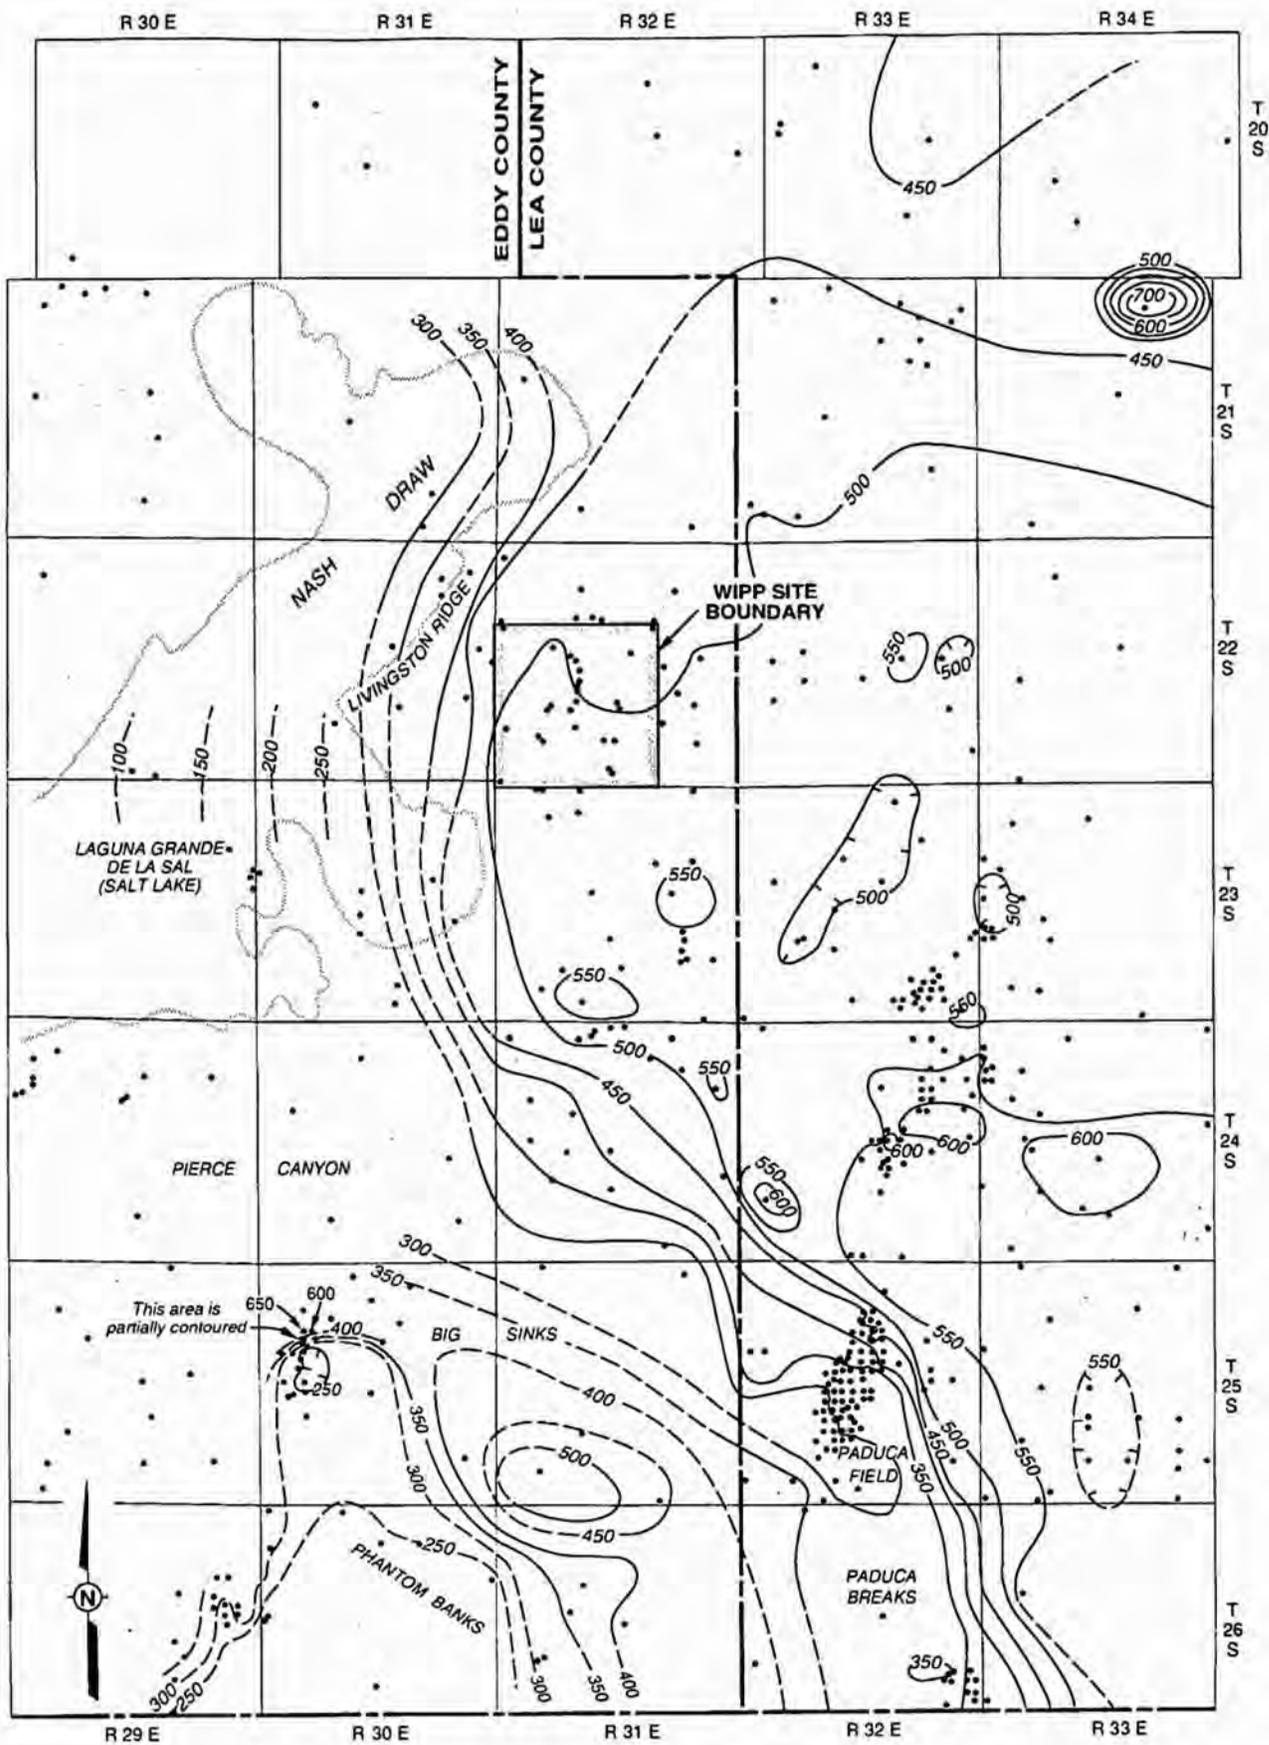 R 30 E
R 31 E
R 32 E
R 33 E
R 34 E
EDDY COUNTY
LEA COUNTY
T
20
S
450
500
700
600
450
300
350
400
T
21
S
DRAW
500
NASH
LIVINGSTON RIDGE
WIPP SITE
BOUNDARY
550
500
T
22
S
100
150
200
250
LAGUNA GRANDE
DE LA SAL
(SALT LAKE)
550
500
500
T
23
S
550
550
500
550
450
600
600
600
T
24
S
PIERCE
CANYON
550
600
300
350
This area is
partially contoured
650
600
400
BIG
SINKS
550
550
250
400
T
25
S
350
500
450
500
550
PADUCA
FIELD
350
300
450
250
PHANTOM BANKS
PADUCA
BREAKS
N
T
26
S
350
300
250
300
350
400
R 29 E
R 30 E
R 31 E
R 32 E
R 33 E